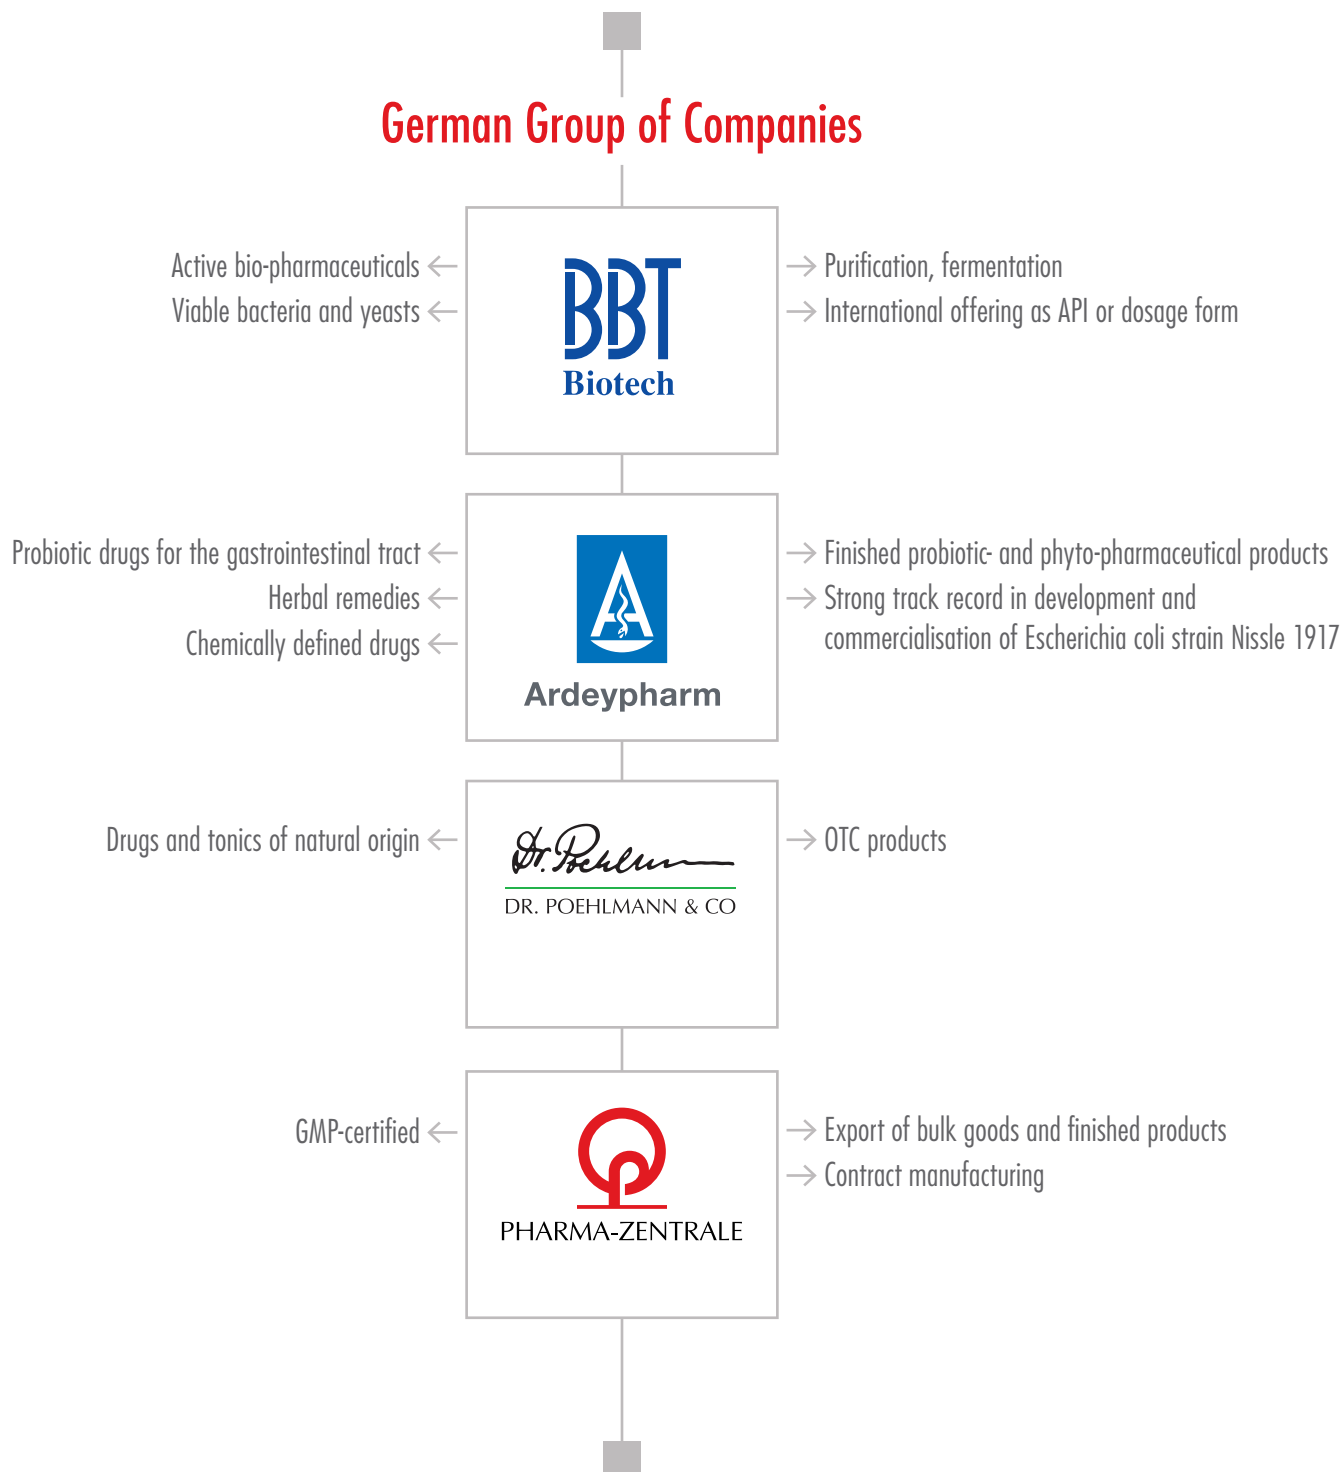 German Group of Companies
Active bio-pharmaceuticals
Viable bacteria and yeasts
BBT
Biotech
Purification, fermentation
International offering as API or dosage form
Probiotic drugs for the gastrointestinal tract
Herbal remedies
Chemically defined drugs
A
Ardeypharm
Finished probiotic- and phyto-pharmaceutical products
Strong track record in development and
commercialisation of Escherichia coli strain Nissle 1917
Drugs and tonics of natural origin
Dr. Poehlmann
DR. POEHLMANN & CO
OTC products
GMP-certified
PHARMA-ZENTRALE
Export of bulk goods and finished products
Contract manufacturing